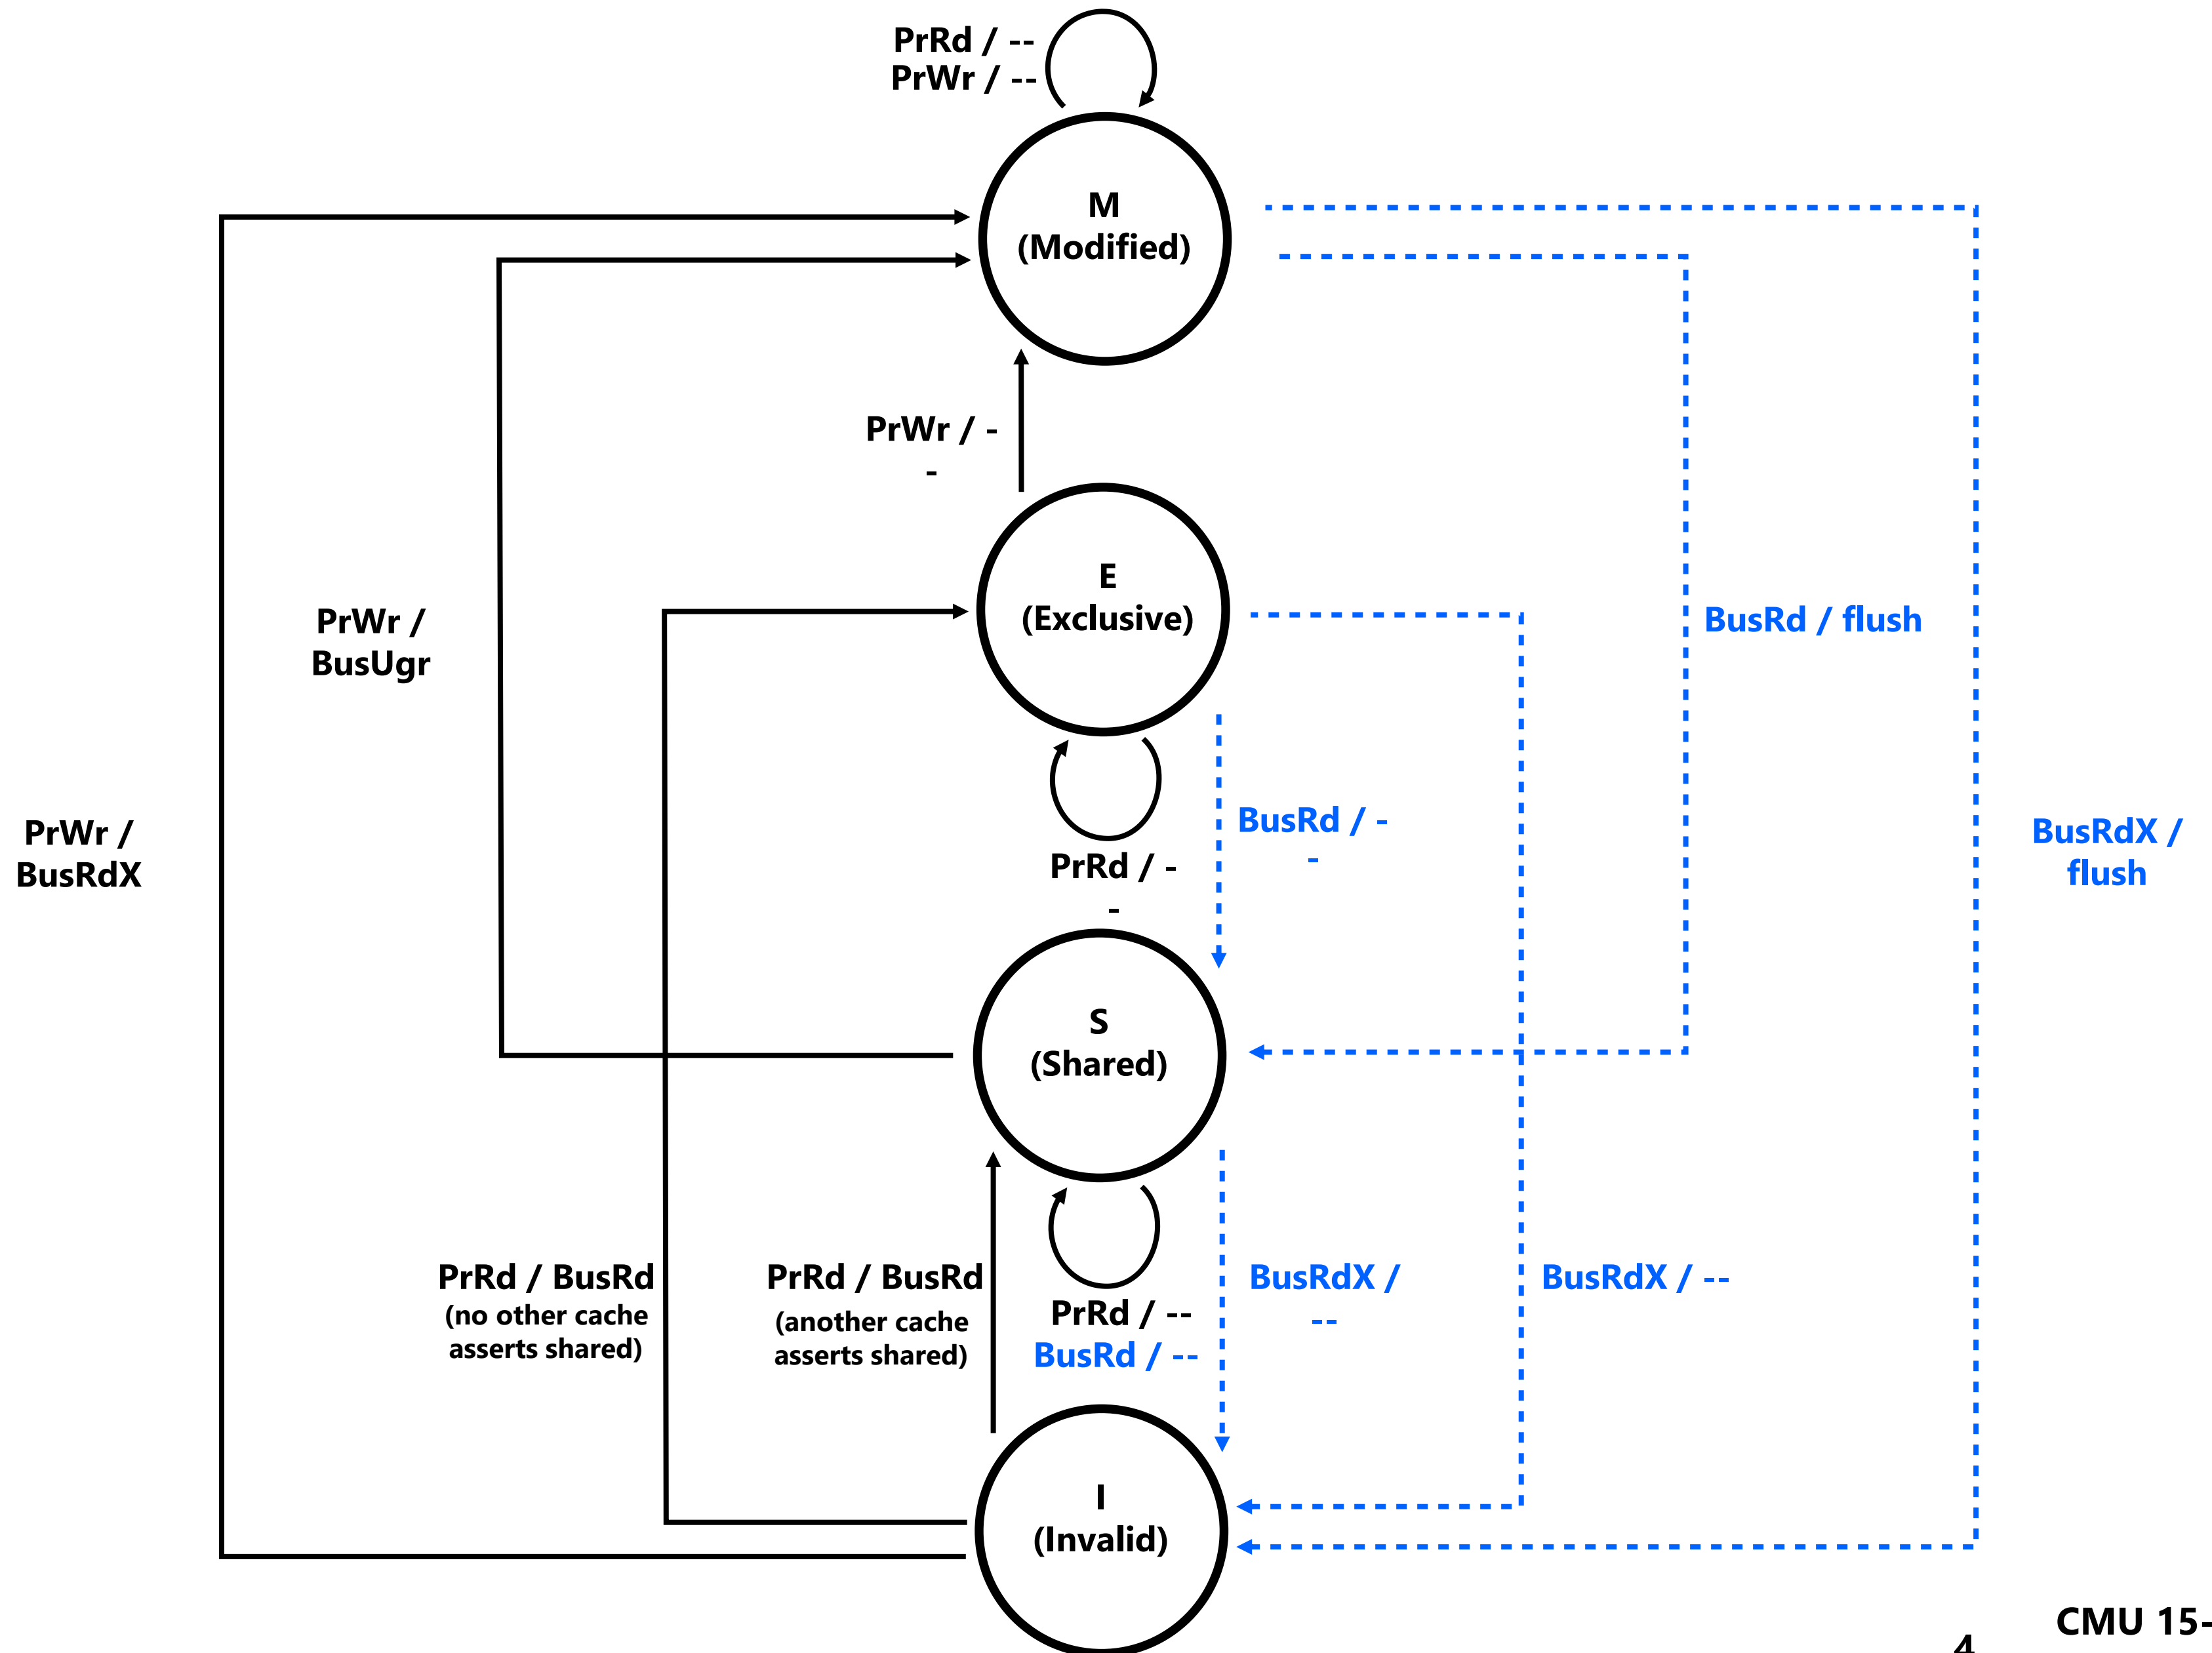 PrRd / --
PrWr / --
M
(Modified)
PrWr / -
-
E
(Exclusive)
PrWr /
BusUgr
BusRd / flush
PrWr /
BusRdX
BusRd / -
-
PrRd / -
-
BusRdX /
flush
S
(Shared)
PrRd / BusRd
(no other cache
asserts shared)
PrRd / BusRd
(another cache
asserts shared)
PrRd / --
BusRd / --
BusRdX /
--
BusRdX / --
I
(Invalid)
CMU 15-
4